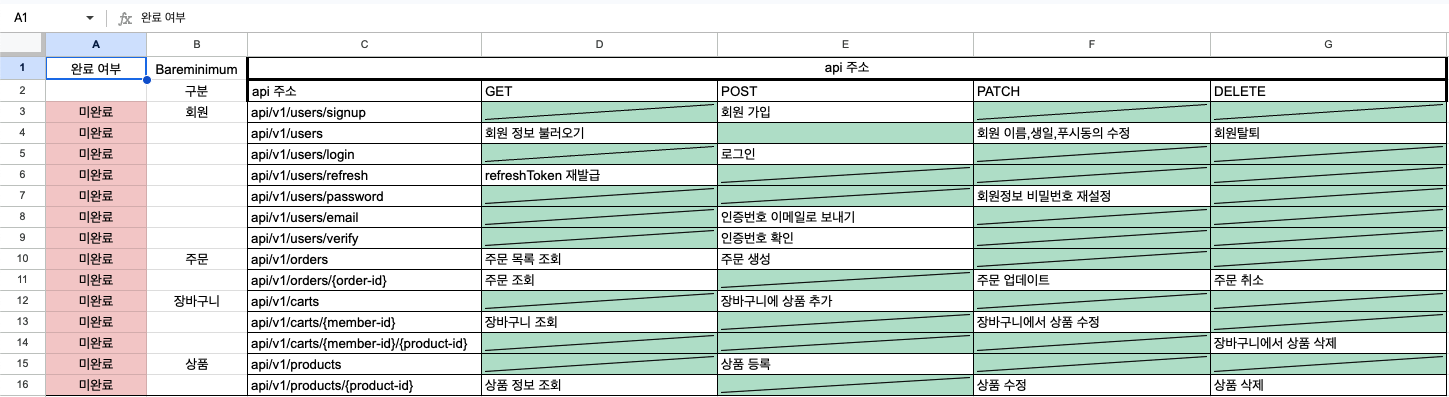 A1 fx 완료 여부
A B C D E F G
1 완료 여부 Bareminimum api 주소
2 구분 api 주소 GET POST PATCH DELETE
3 미완료 회원 api/v1/users/signup 회원 가입
4 미완료 api/v1/users 회원 정보 불러오기 회원 이름,생일,푸시동의 수정 회원탈퇴
5 미완료 api/v1/users/login 로그인
6 미완료 api/v1/users/refresh refreshToken 재발급
7 미완료 api/v1/users/password 회원정보 비밀번호 재설정
8 미완료 api/v1/users/email 인증번호 이메일로 보내기
9 미완료 api/v1/users/verify 인증번호 확인
10 미완료 주문 api/v1/orders 주문 목록 조회 주문 생성
11 미완료 api/v1/orders/{order-id} 주문 조회 주문 업데이트 주문 취소
12 미완료 장바구니 api/v1/carts 장바구니에 상품 추가
13 미완료 api/v1/carts/{member-id} 장바구니 조회 장바구니에서 상품 수정
14 미완료 api/v1/carts/{member-id}/{product-id} 장바구니에서 상품 삭제
15 미완료 상품 api/v1/products 상품 등록
16 미완료 api/v1/products/{product-id} 상품 정보 조회 상품 수정 상품 삭제